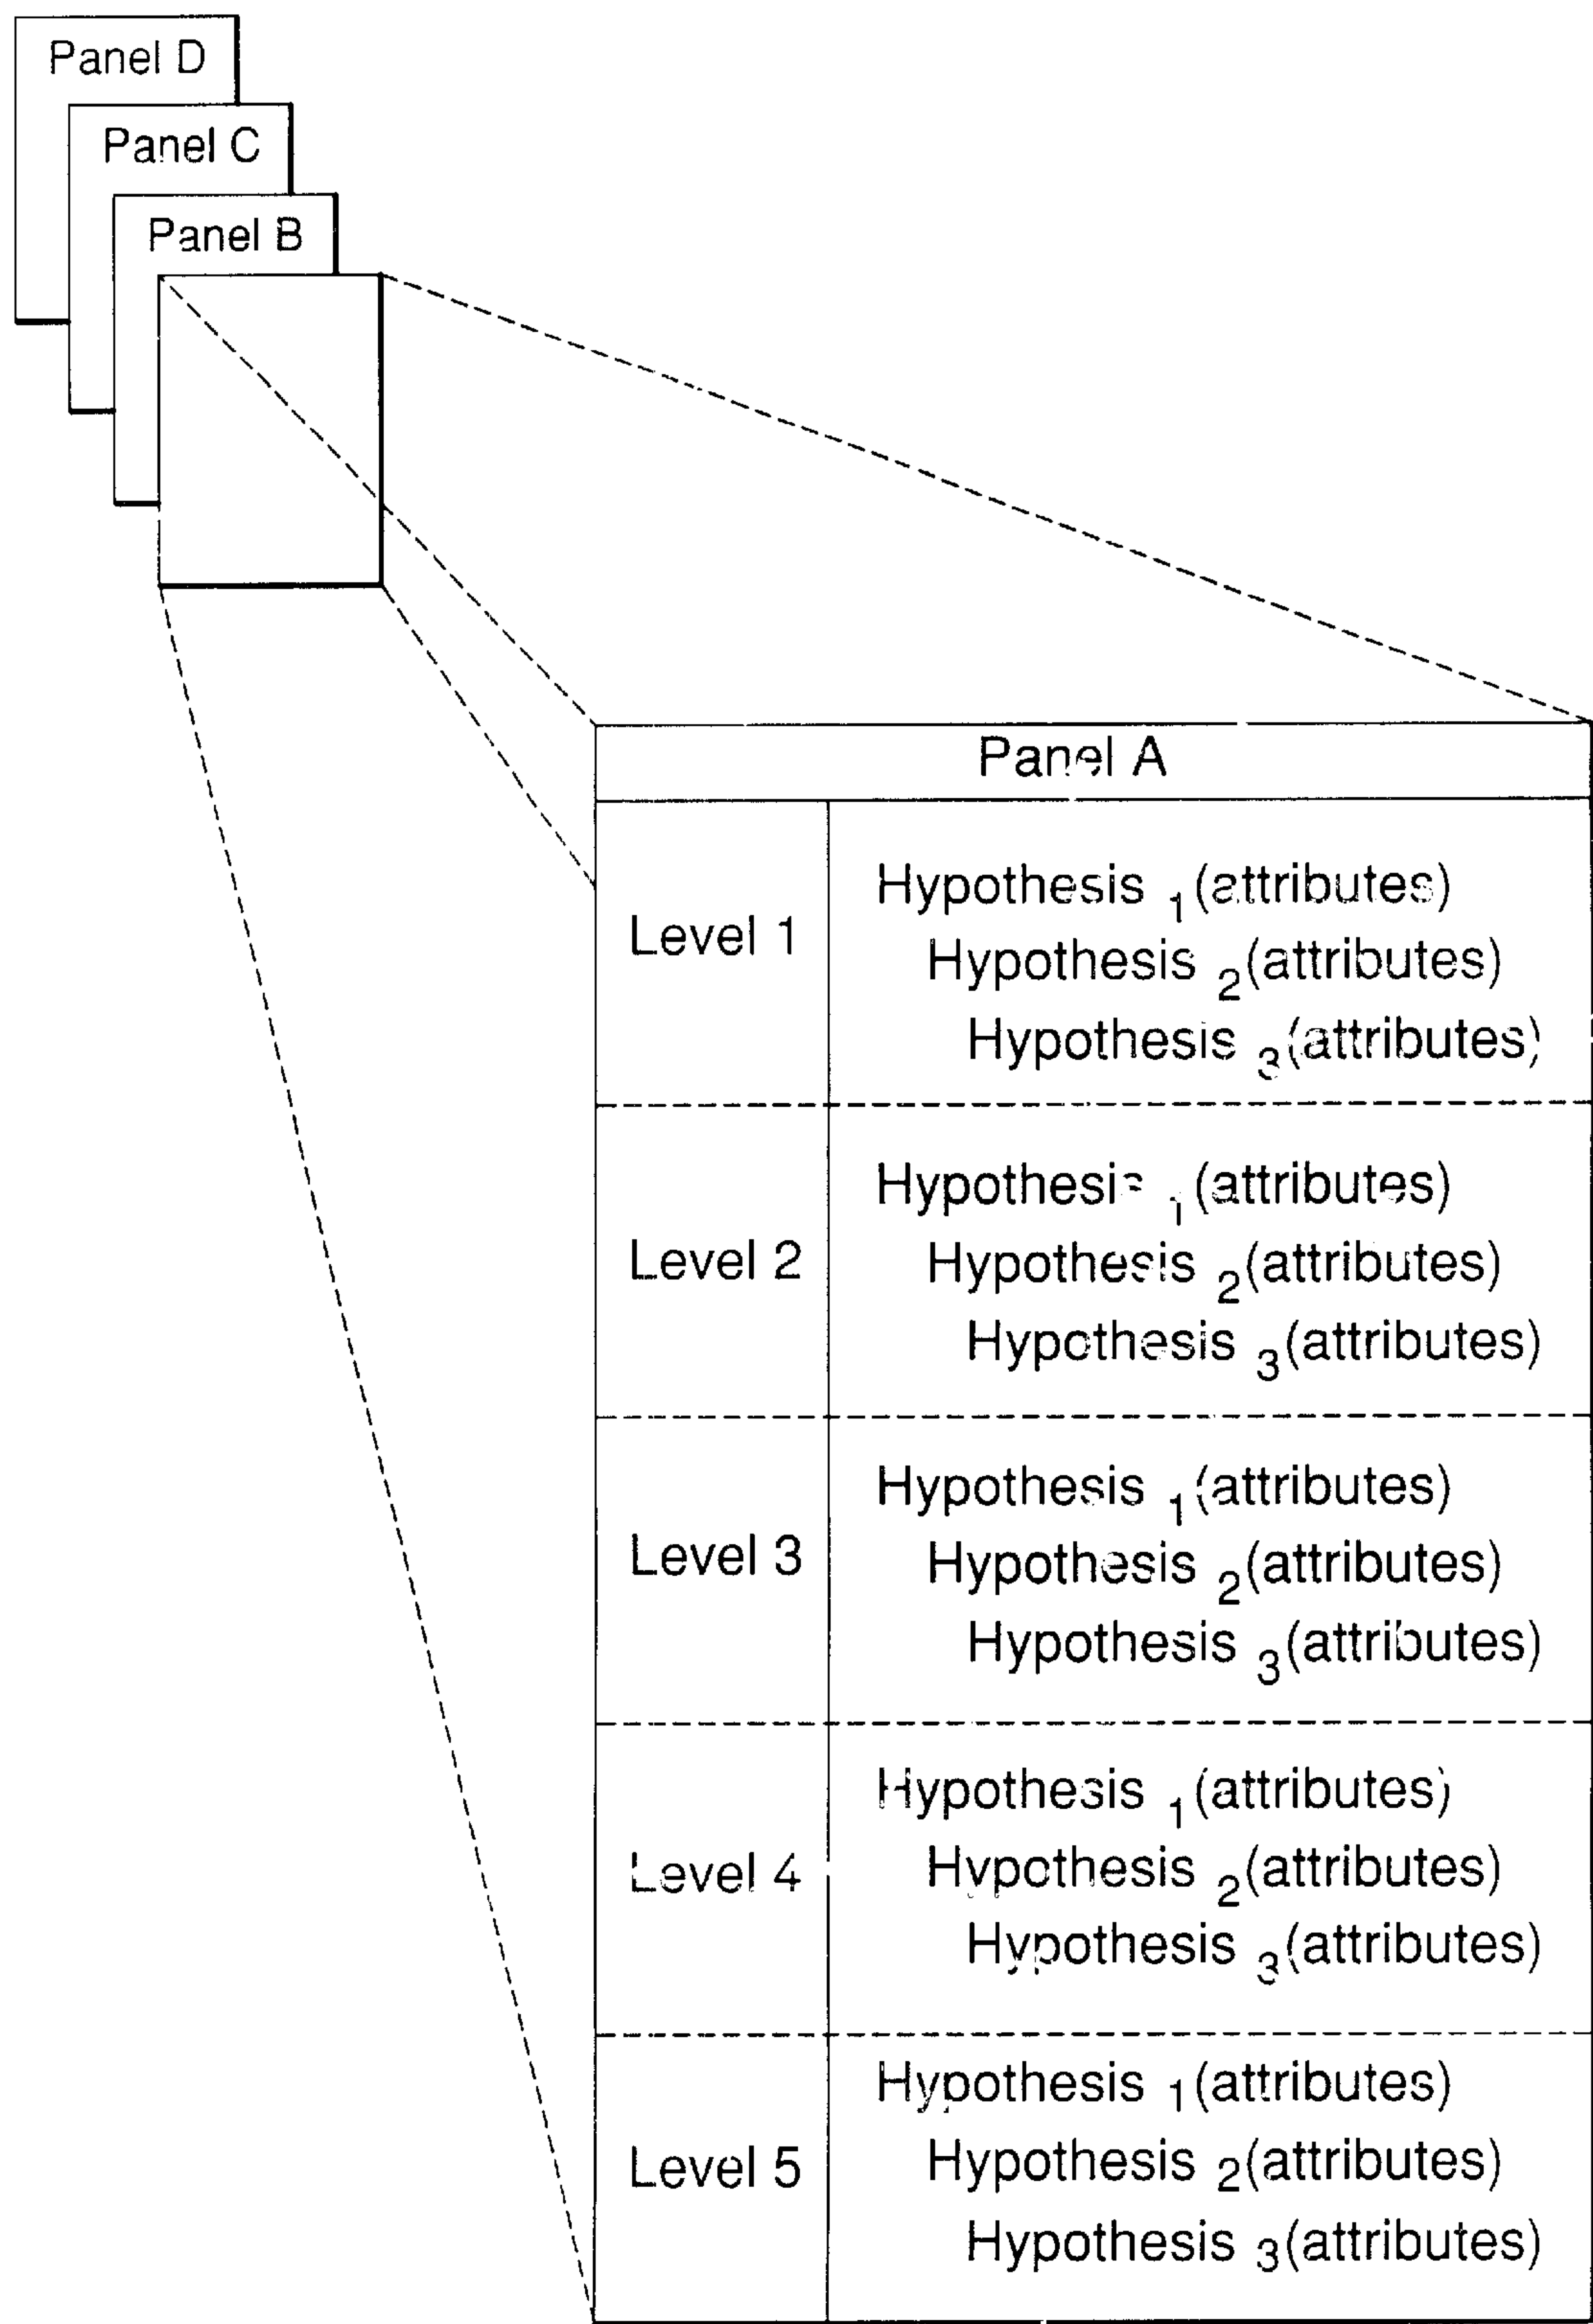 Panel D
Panel C
Panel B
Panel A
Level 1
Hypothesis 1(attributes)
Hypothesis 2(attributes)
Hypothesis 3(attributes)
Level 2
Hypothesis 1(attributes)
Hypothesis 2(attributes)
Hypothesis 3(attributes)
Level 3
Hypothesis 1(attributes)
Hypothesis 2(attributes)
Hypothesis 3(attributes)
Level 4
Hypothesis 1(attributes)
Hypothesis 2(attributes)
Hypothesis 3(attributes)
Level 5
Hypothesis 1(attributes)
Hypothesis 2(attributes)
Hypothesis 3(attributes)